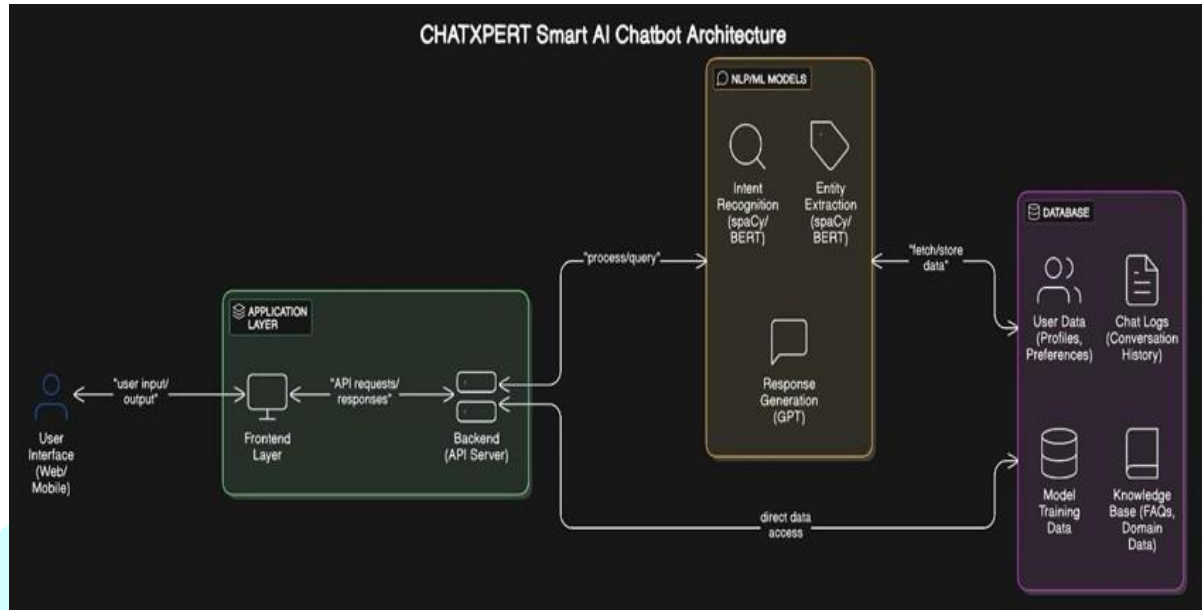 CHATXPERT Smart AI Chatbot Architecture
NLP/ML MODELS
Intent
Recognition
(spaCy/
BERT)
Entity
Extraction
(spaCy/
BERT)
Response
Generation
(GPT)
"process/query"
"fetch/store
data"
DATABASE
User Data
(Profiles,
Preferences)
Chat Logs
(Conversation
History)
Model
Training
Data
Knowledge
Base (FAQs,
Domain
Data)
APPLICATION
LAYER
"user input/
output"
"API requests/
responses"
User
Interface
(Web/
Mobile)
Frontend
Layer
Backend
(API Server)
direct data
access